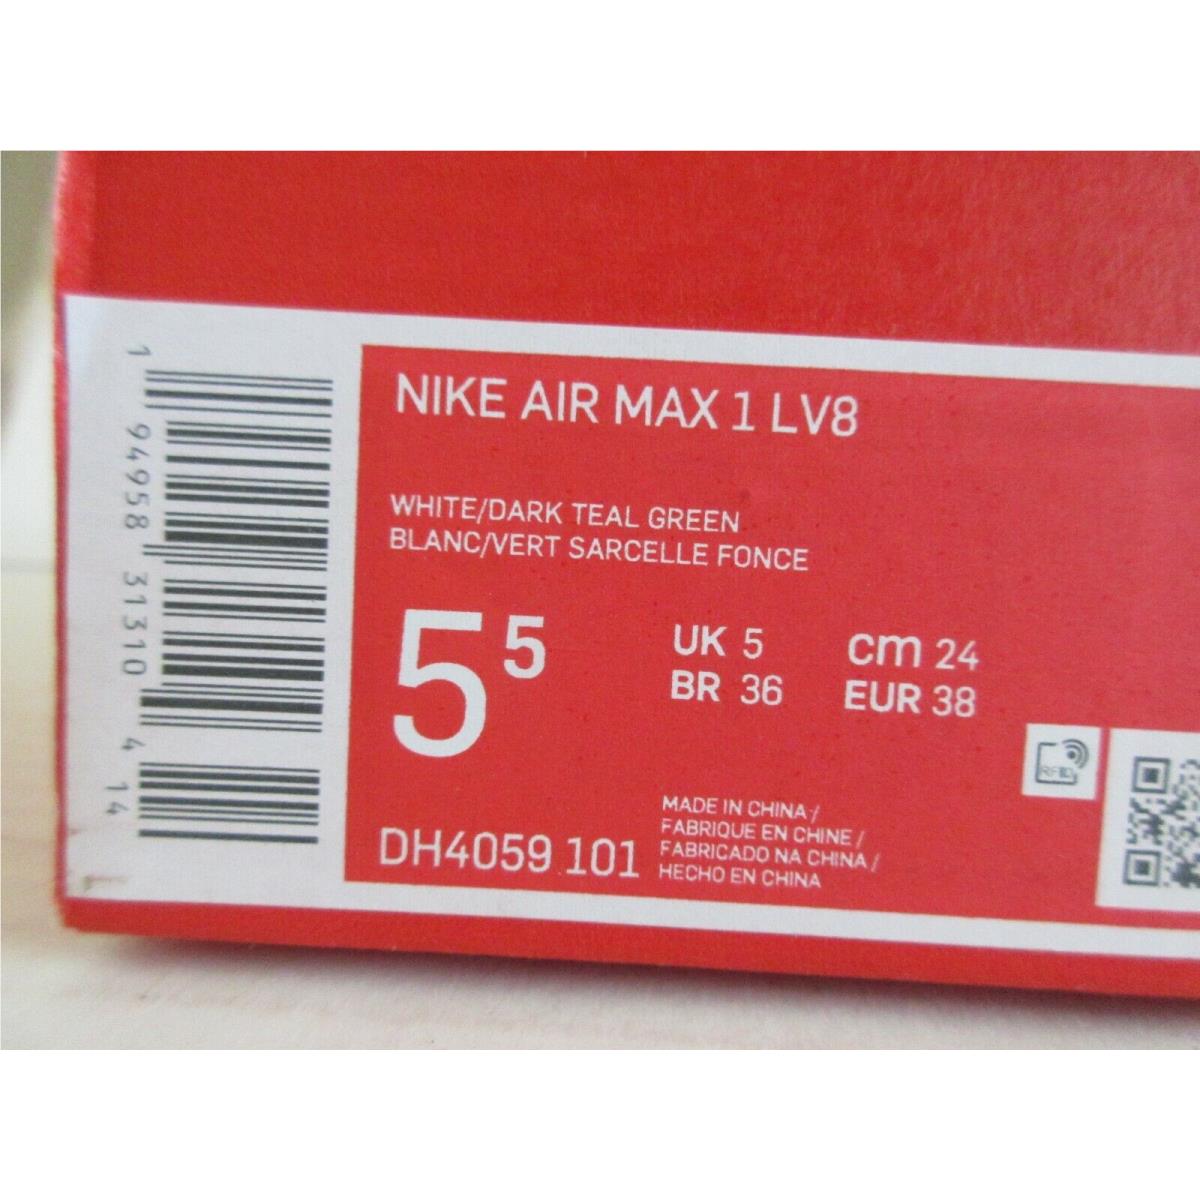 NIKE AIR MAX 1 LV8
WHITE/DARK TEAL GREEN
BLANC/VERT SARCELLE FONCE
5 5
UK 5 cm 24
BR 36 EUR 38
RFID
DH4059 101
MADE IN CHINA /
FABRIQUE EN CHINE /
FABRICADO NA CHINA /
HECHO EN CHINA
1 94958 31310 4 14